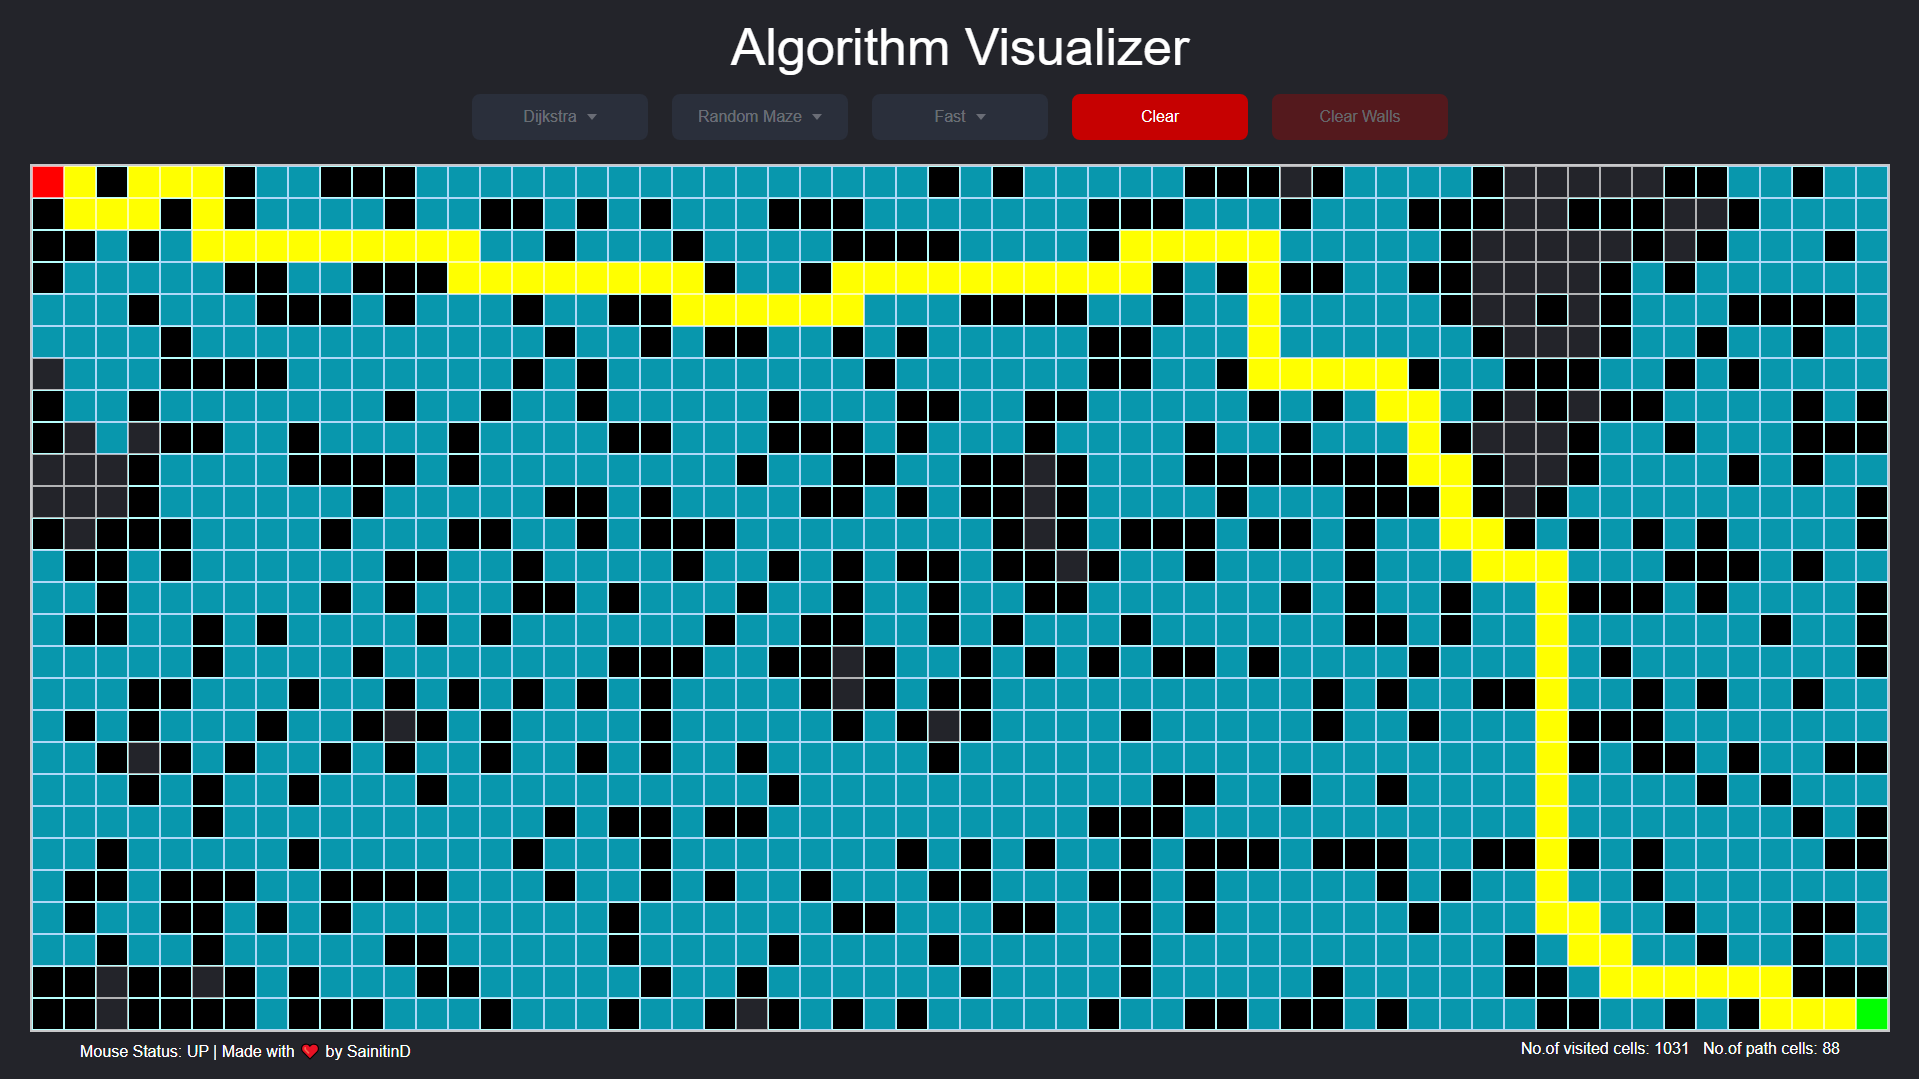 Algorithm Visualizer
Dijkstra Random Maze Fast Clear Clear Walls
Mouse Status: UP | Made with ❤️ by SainitinD
No.of visited cells: 1031 No.of path cells: 88